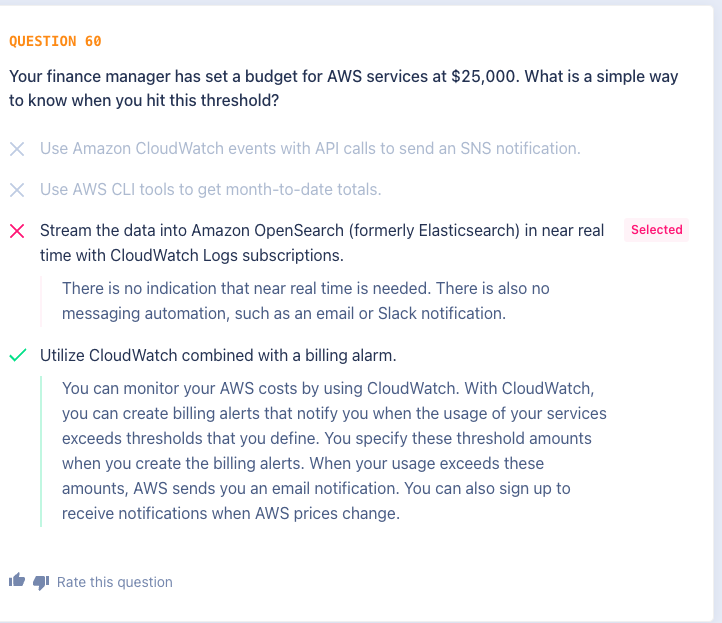 QUESTION 60
Your finance manager has set a budget for AWS services at $25,000. What is a simple way
to know when you hit this threshold?
Use Amazon CloudWatch events with API calls to send an SNS notification.
Use AWS CLI tools to get month-to-date totals.
Stream the data into Amazon OpenSearch (formerly Elasticsearch) in near real
time with CloudWatch Logs subscriptions.
Selected
There is no indication that near real time is needed. There is also no
messaging automation, such as an email or Slack notification.
Utilize CloudWatch combined with a billing alarm.
You can monitor your AWS costs by using CloudWatch. With CloudWatch,
you can create billing alerts that notify you when the usage of your services
exceeds thresholds that you define. You specify these threshold amounts
when you create the billing alerts. When your usage exceeds these
amounts, AWS sends you an email notification. You can also sign up to
receive notifications when AWS prices change.
Rate this question